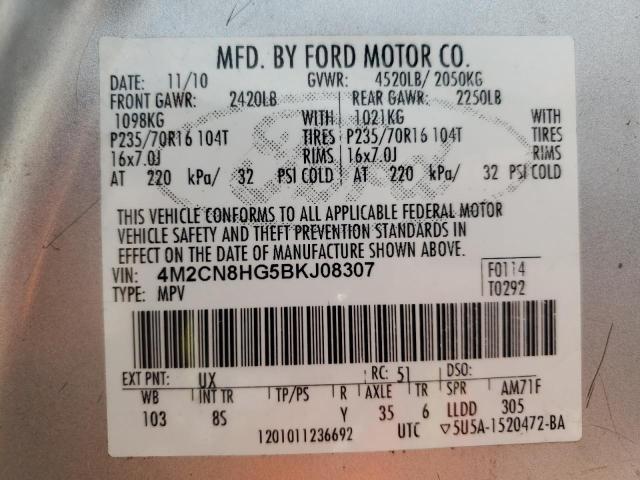 MFD. BY FORD MOTOR CO.
DATE: 11/10 GVWR: 4520LB/ 2050KG
FRONT GAWR: 2420LB REAR GAWR: 2250LB
1098KG WITH 1021KG WITH
P235/70R16 104T TIRES P235/70R16 104T TIRES
16x7.0J RIMS 16x7.0J RIMS
AT 220 kPa/ 32 PSI COLD AT 220 kPa/ 32 PSI COLD
THIS VEHICLE CONFORMS TO ALL APPLICABLE FEDERAL MOTOR
VEHICLE SAFETY AND THEFT PREVENTION STANDARDS IN
EFFECT ON THE DATE OF MANUFACTURE SHOWN ABOVE.
VIN: 4M2CN8HG5BKJ08307 F0114
TYPE: MPV T0292
EXT PNT: UX RC: 51 DSO:
WB INT TR TP/PS R AXLE TR SPR AM71F
103 8S Y 35 6 LLDD 305
1201011236692 UTC ▽5U5A-1520472-BA
Ford